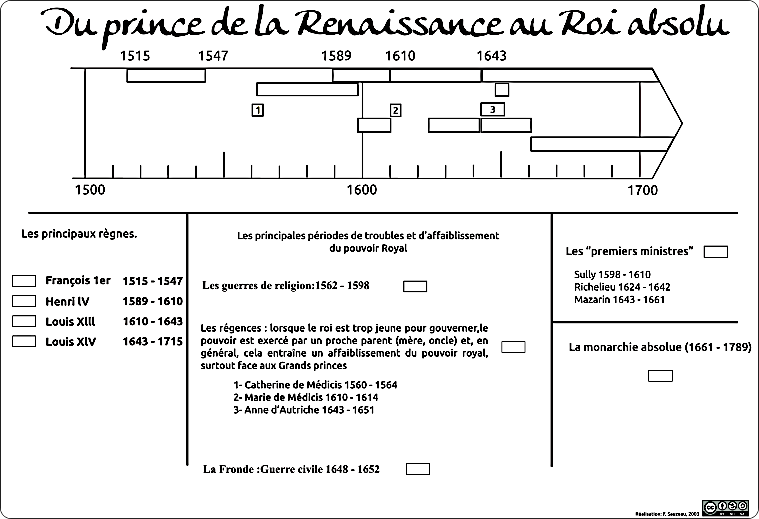 Du prince de la Renaissance au Roi absolu
1515 1547 1589 1610 1643
1 2 3
1500 1600 1700
Les principaux règnes.
François 1er 1515 - 1547
Henri IV 1589 - 1610
Louis XIII 1610 - 1643
Louis XIV 1643 - 1715
Les principales périodes de troubles et d'affaiblissement
du pouvoir Royal
Les guerres de religion:1562 - 1598
Les régences : lorsque le roi est trop jeune pour gouverner,le
pouvoir est exercé par un proche parent (mère, oncle) et, en
général, cela entraîne un affaiblissement du pouvoir royal,
surtout face aux Grands princes
1- Catherine de Médicis 1560 - 1564
2- Marie de Médicis 1610 - 1614
3- Anne d'Autriche 1643 - 1651
La Fronde :Guerre civile 1648 - 1652
Les "premiers ministres"
Sully 1598 - 1610
Richelieu 1624 - 1642
Mazarin 1643 - 1661
La monarchie absolue (1661 - 1789)
Réalisation: F. Sauzeau, 2003